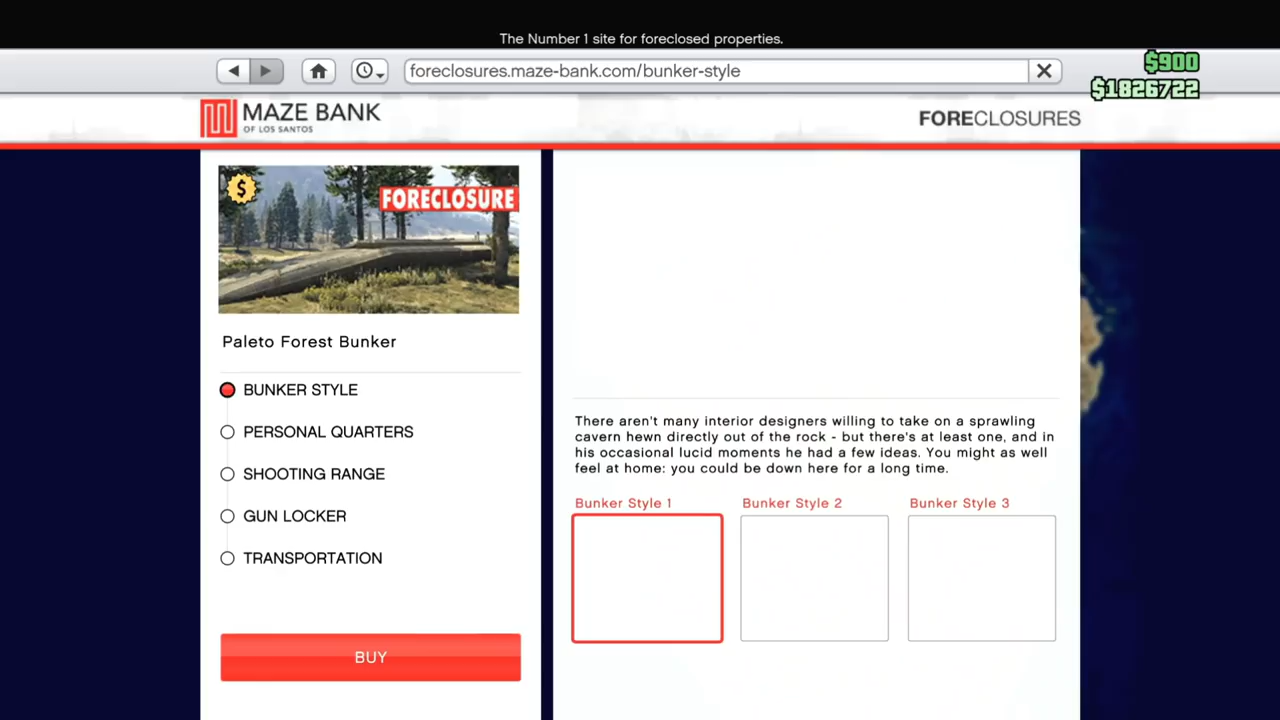 The Number 1 site for foreclosed properties.
foreclosures.maze-bank.com/bunker-style
$900
$1826722
MAZE BANK
OF LOS SANTOS
FORECLOSURES
$
FORECLOSURE
Paleto Forest Bunker
BUNKER STYLE
PERSONAL QUARTERS
SHOOTING RANGE
GUN LOCKER
TRANSPORTATION
BUY
There aren't many interior designers willing to take on a sprawling
cavern hewn directly out of the rock - but there's at least one, and in
his occasional lucid moments he had a few ideas. You might as well
feel at home: you could be down here for a long time.
Bunker Style 1
Bunker Style 2
Bunker Style 3